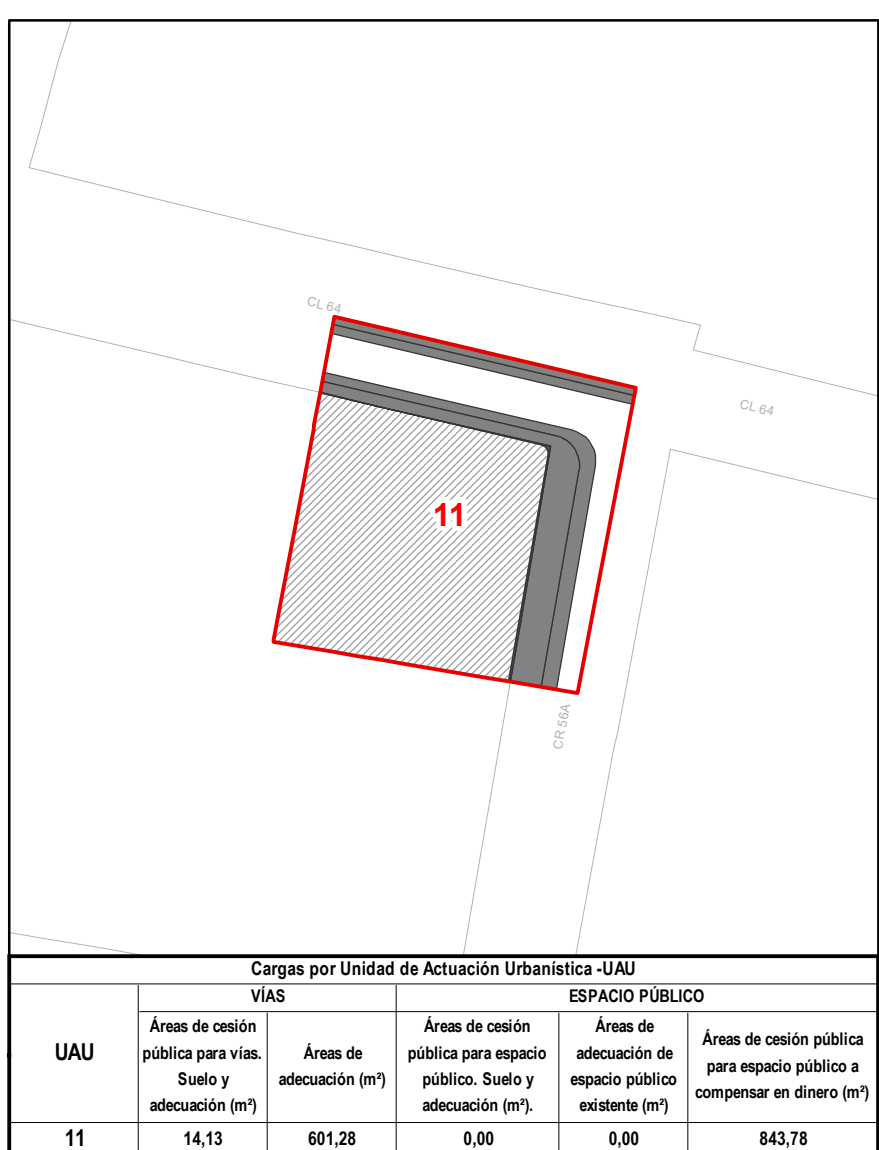 CL 64
CL 64
11
CR 56A
Cargas por Unidad de Actuación Urbanística -UAU
VÍAS
ESPACIO PÚBLICO
UAU
Áreas de cesión
pública para vías.
Suelo y
adecuación (m²)
Áreas de
adecuación (m²)
Áreas de cesión
pública para espacio
público. Suelo y
adecuación (m²).
Áreas de
adecuación de
espacio público
existente (m²)
Áreas de cesión pública
para espacio público a
compensar en dinero (m²)
11
14,13
601,28
0,00
0,00
843,78